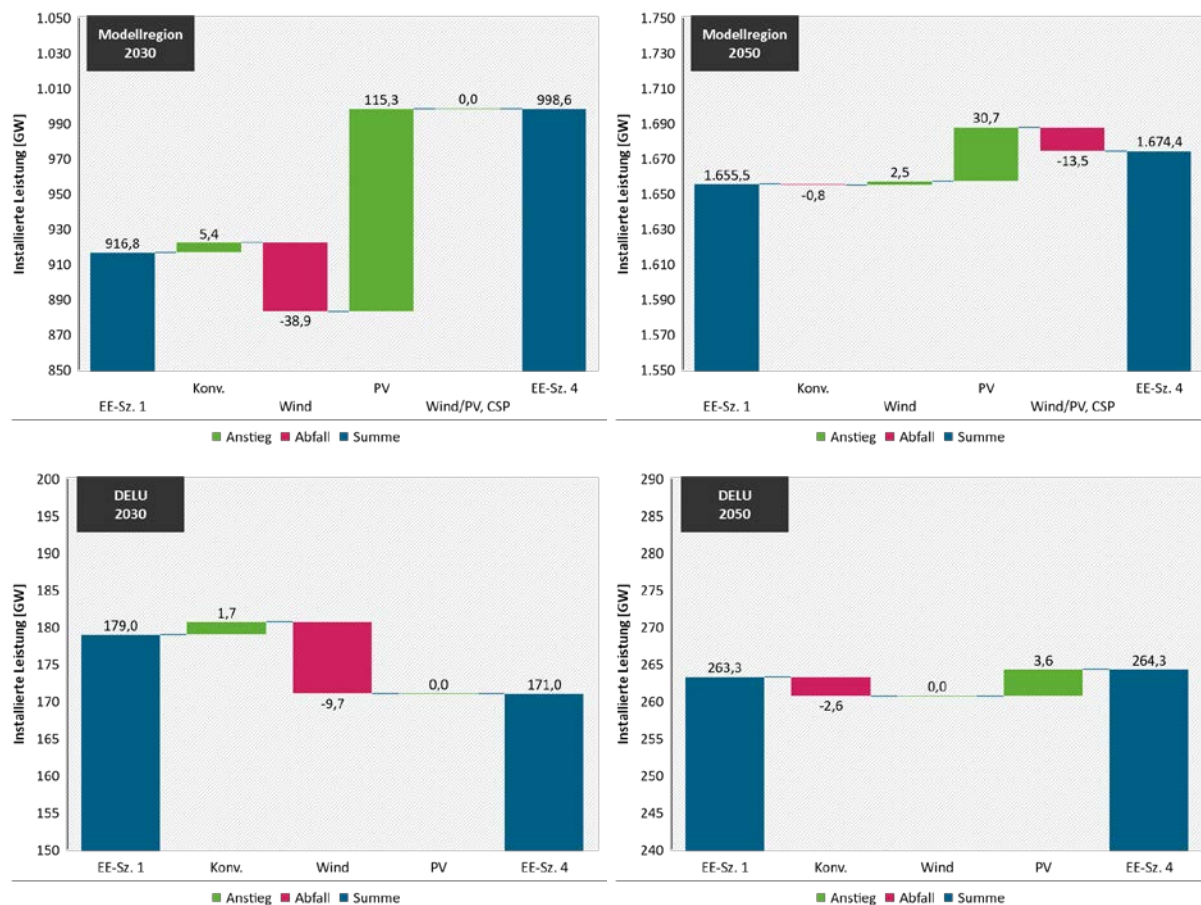 Modellregion
2030
Installierte Leistung [GW]
1.050
1.030
1.010
990
970
950
930
910
890
870
850
916,8
5,4
-38,9
115,3
0,0
998,6
Konv.
PV
EE-Sz. 4
EE-Sz. 1
Wind
Wind/PV, CSP
Anstieg Abfall Summe
Modellregion
2050
Installierte Leistung [GW]
1.750
1.730
1.710
1.690
1.670
1.650
1.630
1.610
1.590
1.570
1.550
1.655,5
-0,8
2,5
30,7
-13,5
1.674,4
Konv.
PV
EE-Sz. 4
EE-Sz. 1
Wind
Wind/PV, CSP
Anstieg Abfall Summe
DELU
2030
Installierte Leistung [GW]
200
195
190
185
180
175
170
165
160
155
150
179,0
1,7
-9,7
0,0
171,0
EE-Sz. 1 Konv. Wind PV EE-Sz. 4
Anstieg Abfall Summe
DELU
2050
Installierte Leistung [GW]
290
285
280
275
270
265
260
255
250
245
240
263,3
-2,6
0,0
3,6
264,3
EE-Sz. 1 Konv. Wind PV EE-Sz. 4
Anstieg Abfall Summe